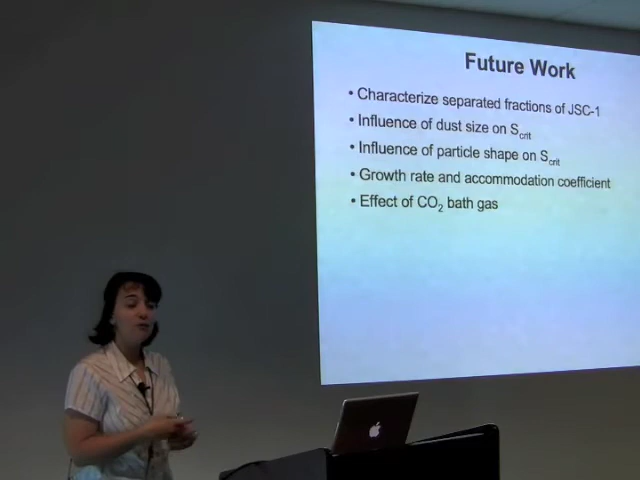 Future Work
• Characterize separated fractions of JSC-1
• Influence of dust size on Scrit
• Influence of particle shape on Scrit
• Growth rate and accommodation coefficient
• Effect of CO2 bath gas